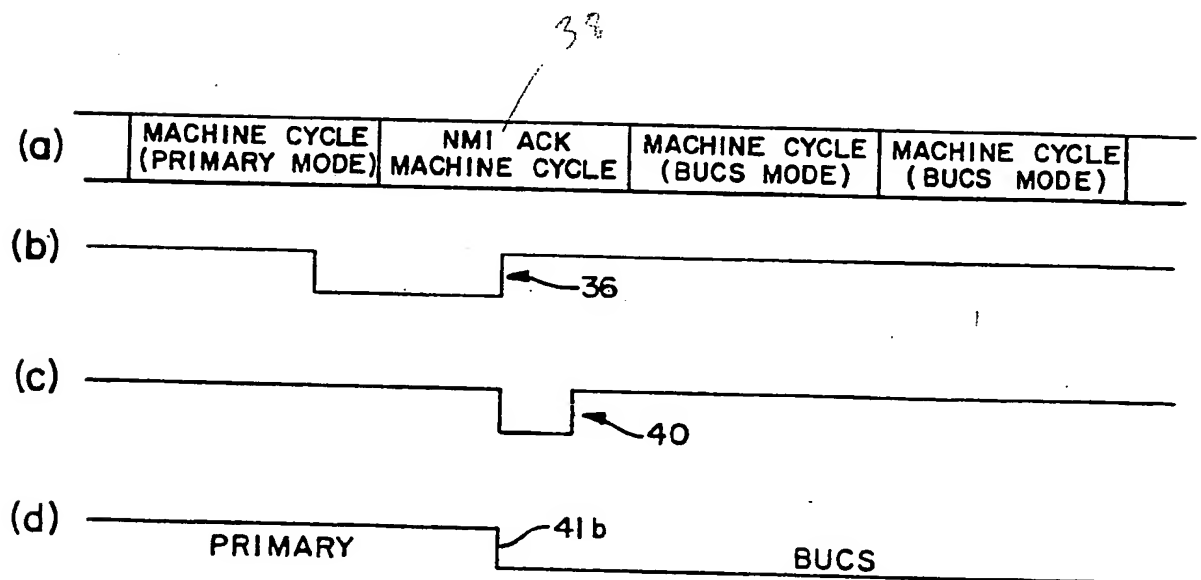 38
(a)
MACHINE CYCLE
(PRIMARY MODE)
NMI ACK
MACHINE CYCLE
MACHINE CYCLE
(BUCS MODE)
MACHINE CYCLE
(BUCS MODE)
(b)
36
(c)
40
(d)
41b
PRIMARY
BUCS